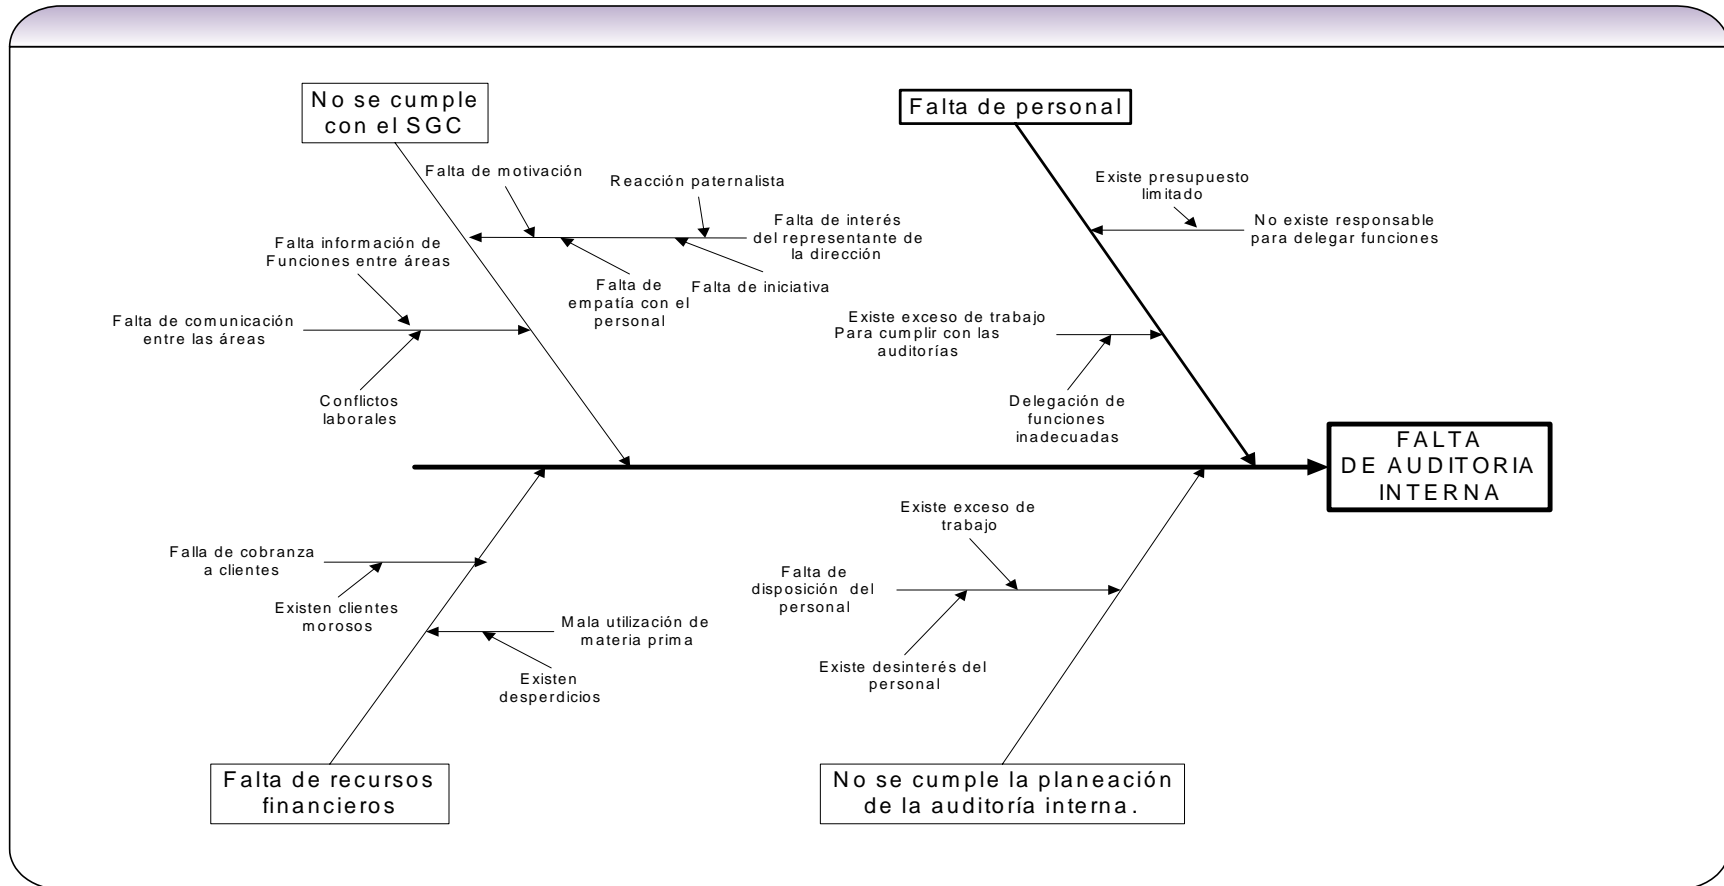 No se cumple
con el SGC
Falta de personal
Falta de motivación
Reacción paternalista
Existe presupuesto
limitado
Falta de interés
del representante de
la dirección
No existe responsable
para delegar funciones
Falta información de
Funciones entre áreas
Falta de
empatía con el
personal
Falta de iniciativa
Falta de comunicación
entre las áreas
Existe exceso de trabajo
Para cumplir con las
auditorías
Conflictos
laborales
Delegación de
funciones
inadecuadas
FALTA
DE AUDITORIA
INTERNA
Existe exceso de
trabajo
Falla de cobranza
a clientes
Falta de
disposición del
personal
Existen clientes
morosos
Mala utilización de
materia prima
Existen
desperdicios
Existe desinterés del
personal
Falta de recursos
financieros
No se cumple la planeación
de la auditoría interna.